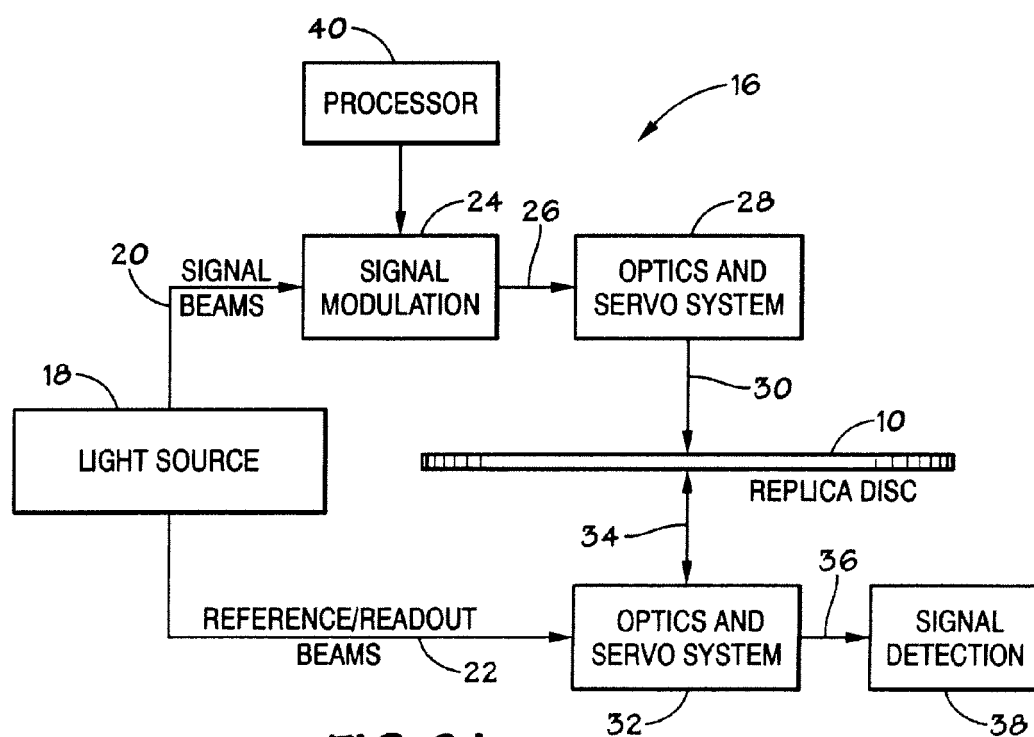 40
PROCESSOR
16
24
26
28
20
SIGNAL
BEAMS
SIGNAL
MODULATION
OPTICS AND
SERVO SYSTEM
18
30
LIGHT SOURCE
10
REPLICA DISC
34
36
REFERENCE/READOUT
BEAMS
22
OPTICS AND
SERVO SYSTEM
SIGNAL
DETECTION
32
38